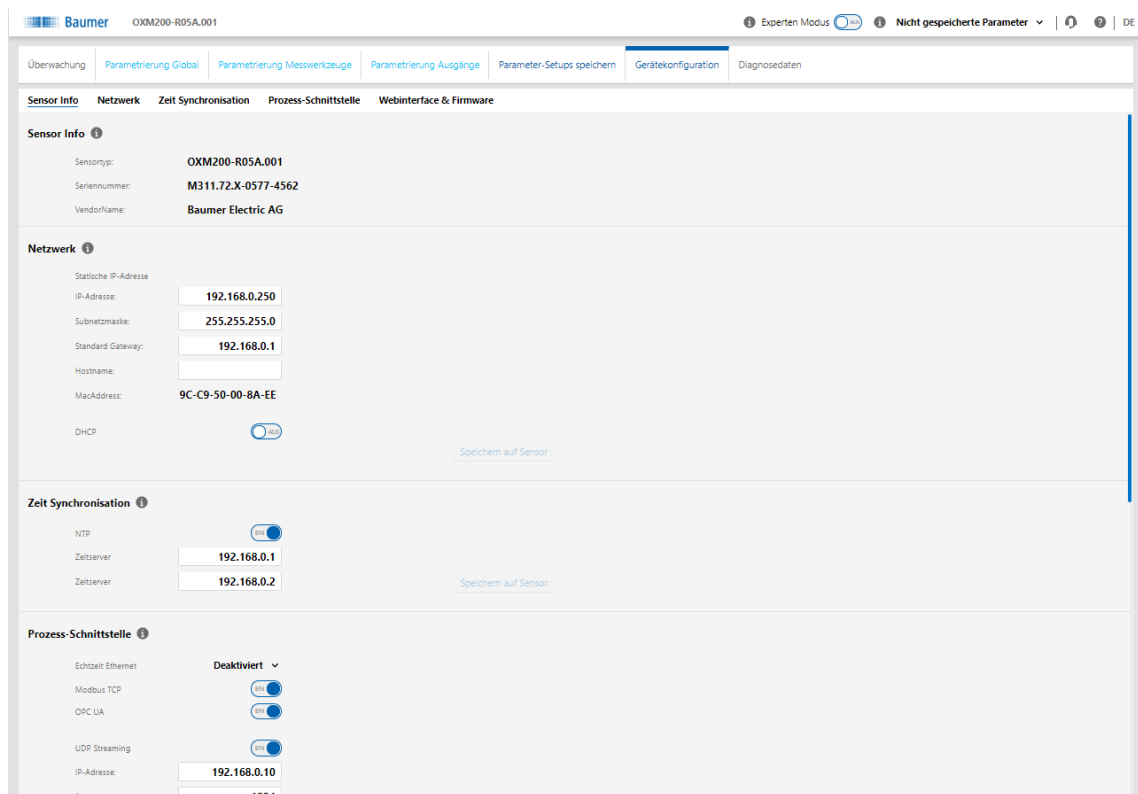 Baumer OXM200-R05A.001 Experten Modus AUS Nicht gespeicherte Parameter DE
Überwachung Parametrierung Global Parametrierung Messwerkzeuge Parametrierung Ausgänge Parameter-Setups speichern Gerätekonfiguration Diagnosedaten
Sensor Info Netzwerk Zeit Synchronisation Prozess-Schnittstelle Webinterface & Firmware
Sensor Info
Sensortyp: OXM200-R05A.001
Seriennummer: M311.72.X-0577-4562
VendorName: Baumer Electric AG
Netzwerk
Statische IP-Adresse
IP-Adresse: 192.168.0.250
Subnetzmaske: 255.255.255.0
Standard Gateway: 192.168.0.1
Hostname:
MacAddress: 9C-C9-50-00-8A-EE
DHCP AUS
Speichern auf Sensor
Zeit Synchronisation
NTP EIN
Zeitserver 192.168.0.1
Zeitserver 192.168.0.2 Speichern auf Sensor
Prozess-Schnittstelle
Echtzeit Ethernet Deaktiviert
Modbus TCP EIN
OPC UA EIN
UDP Streaming EIN
IP-Adresse: 192.168.0.10